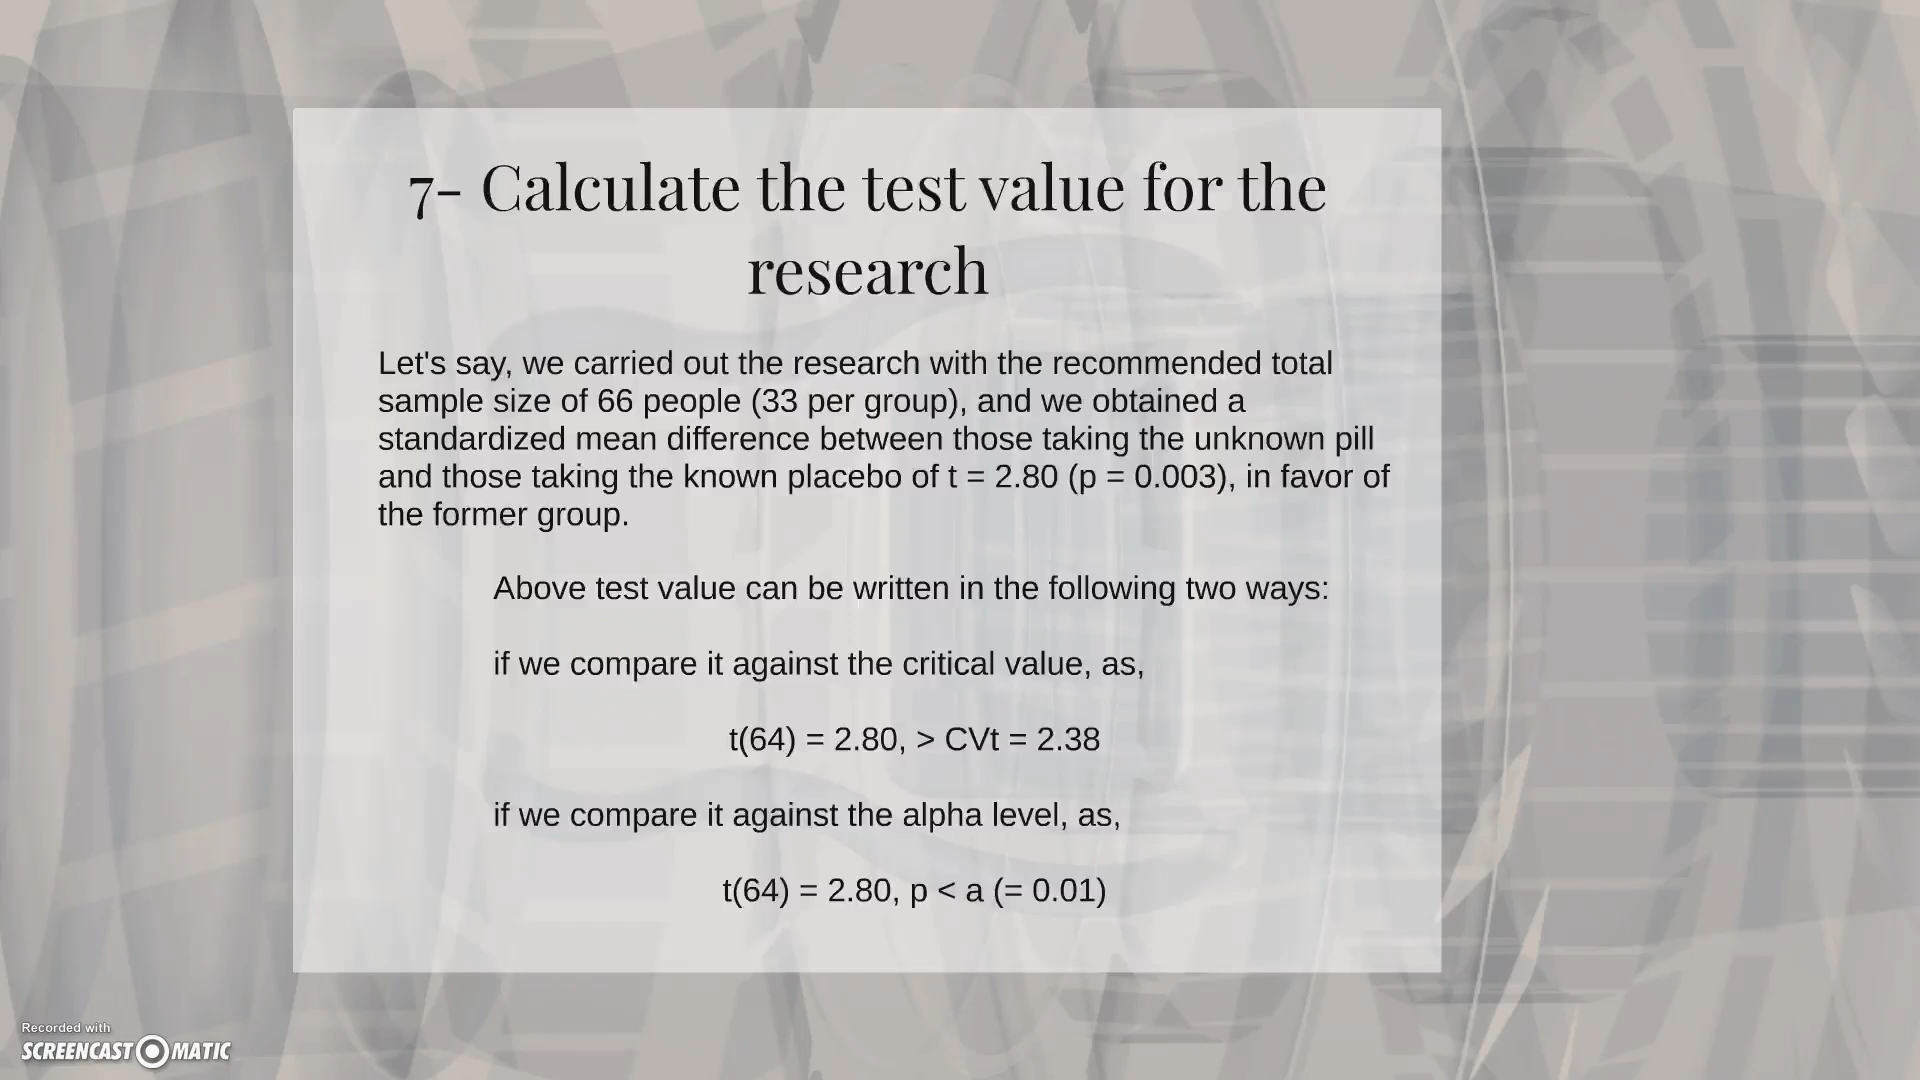 7- Calculate the test value for the
research
Let's say, we carried out the research with the recommended total
sample size of 66 people (33 per group), and we obtained a
standardized mean difference between those taking the unknown pill
and those taking the known placebo of t = 2.80 (p = 0.003), in favor of
the former group.
Above test value can be written in the following two ways:
if we compare it against the critical value, as,
t(64) = 2.80, > CVt = 2.38
if we compare it against the alpha level, as,
t(64) = 2.80, p < a (= 0.01)
Recorded with
SCREENCAST MATIC